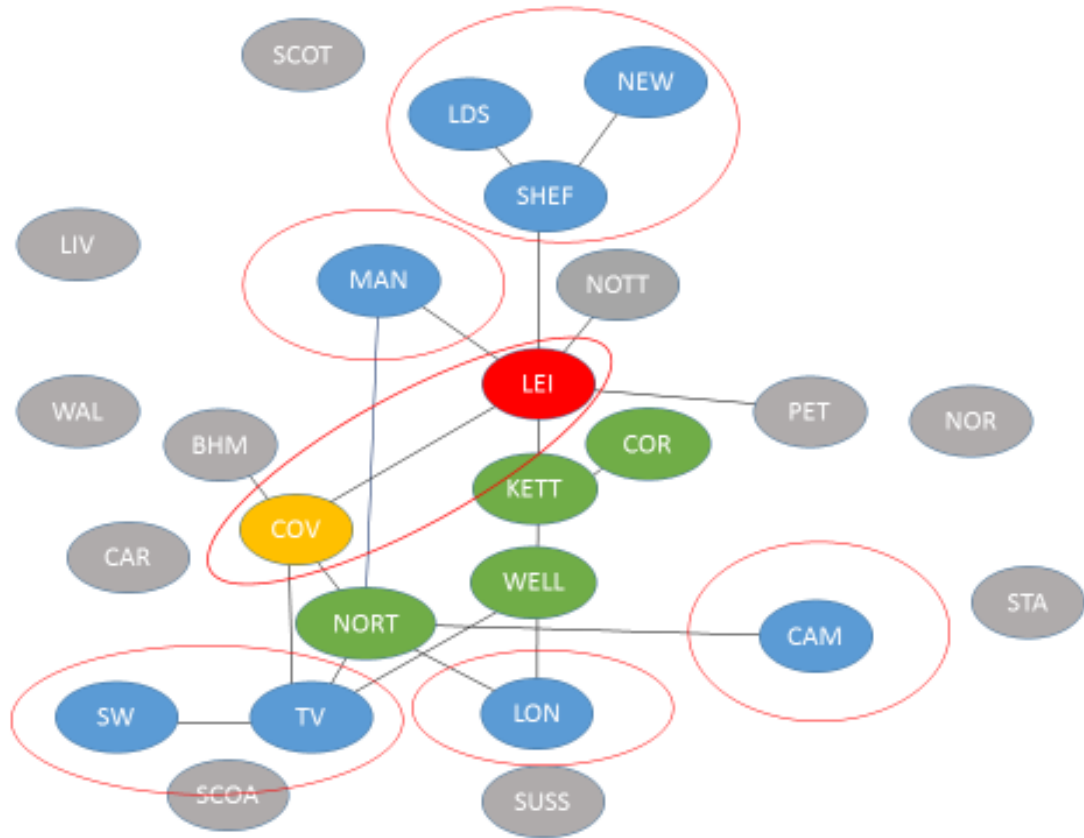 SCOT
NEW
LDS
SHEF
LIV
MAN
NOTT
LEI
WAL
PET
NOR
BHM
COR
KETT
COV
CAR
WELL
STA
NORT
CAM
SW
TV
LON
SCOA
SUSS